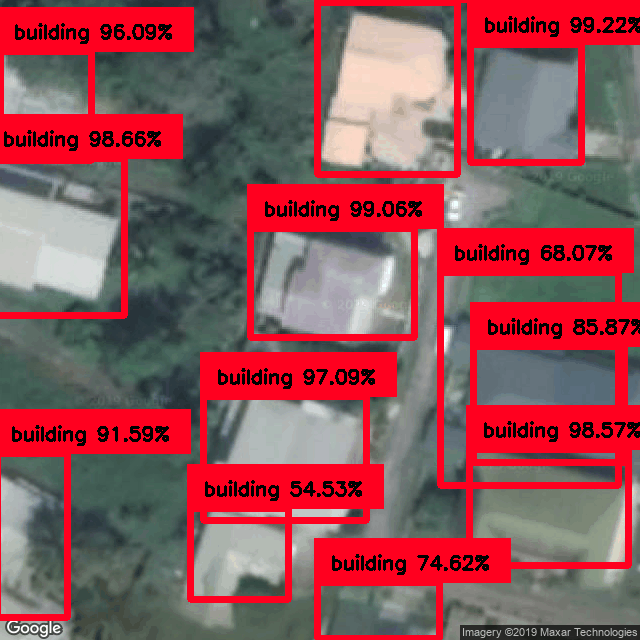 building 96.09%
building 99.22%
building 98.66%
building 99.06%
building 68.07%
building 85.87%
building 97.09%
building 98.57%
building 91.59%
building 54.53%
building 74.62%
Google
Imagery ©2019 Maxar Technologies